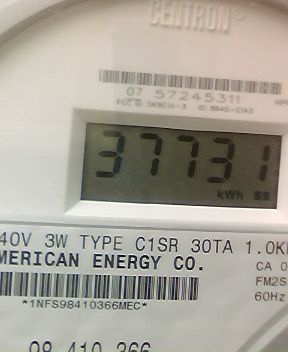 CENTRON
07 57245311
37731
kWh
40V 3W TYPE C1SR 30TA 1.0K
MERICAN ENERGY CO.
CA 0
FM2S
60Hz
*1NFS98410366MEC*
98 410 366